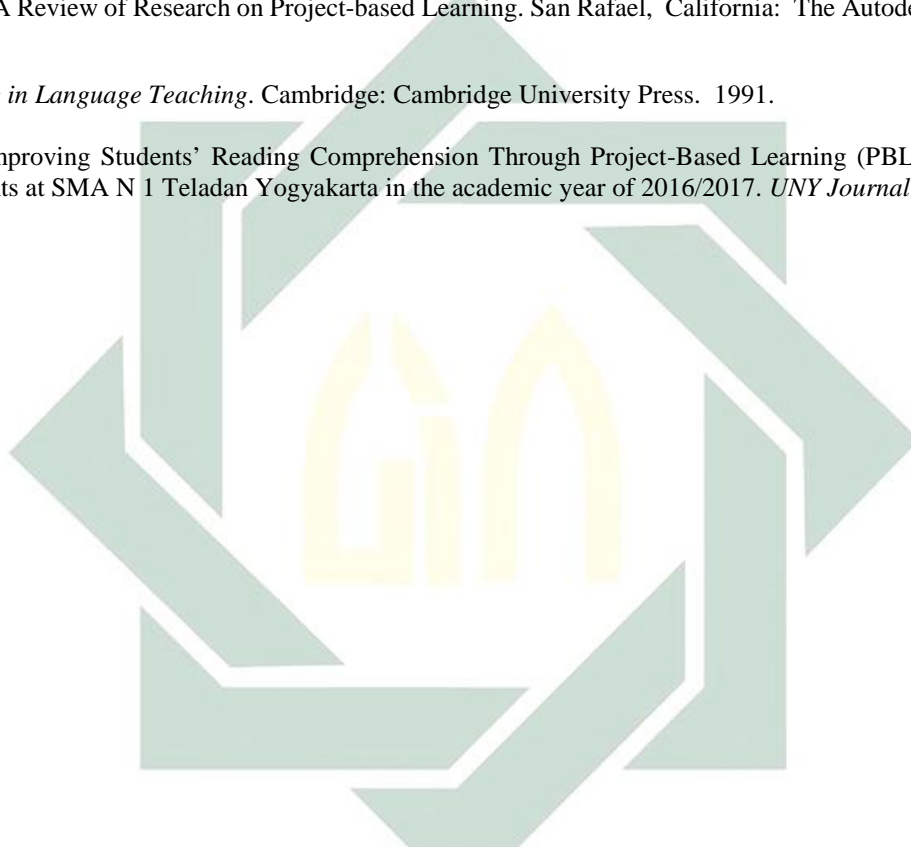 A Review of Research on Project-based Learning. San Rafael, California: The Autode
in Language Teaching. Cambridge: Cambridge University Press. 1991.
mproving Students’ Reading Comprehension Through Project-Based Learning (PBL
ts at SMA N 1 Teladan Yogyakarta in the academic year of 2016/2017. UNY Journal